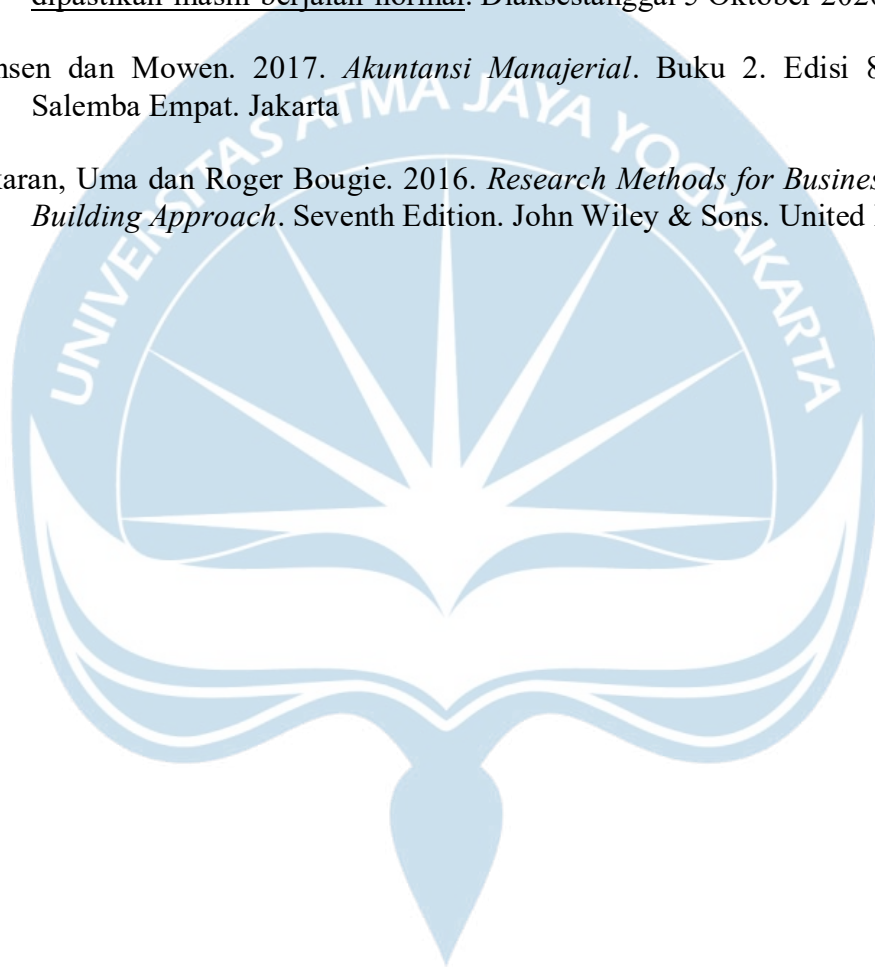 dipastikan masih berjalan normal. Diaksestanggal 5 Oktober 2020
nsen dan Mowen. 2017. Akuntansi Manajerial. Buku 2. Edisi 8
Salemba Empat. Jakarta
karan, Uma dan Roger Bougie. 2016. Research Methods for Busines
Building Approach. Seventh Edition. John Wiley & Sons. United
UNIVERSITAS ATMA JAYA YOGYAKARTA